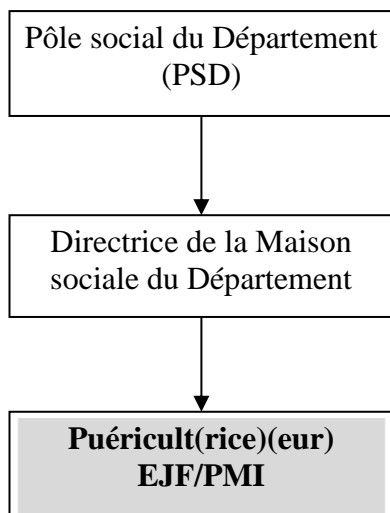 Pôle social du Département
(PSD)
Directrice de la Maison
sociale du Département
Puéricult(rice)(eur)
EJF/PMI